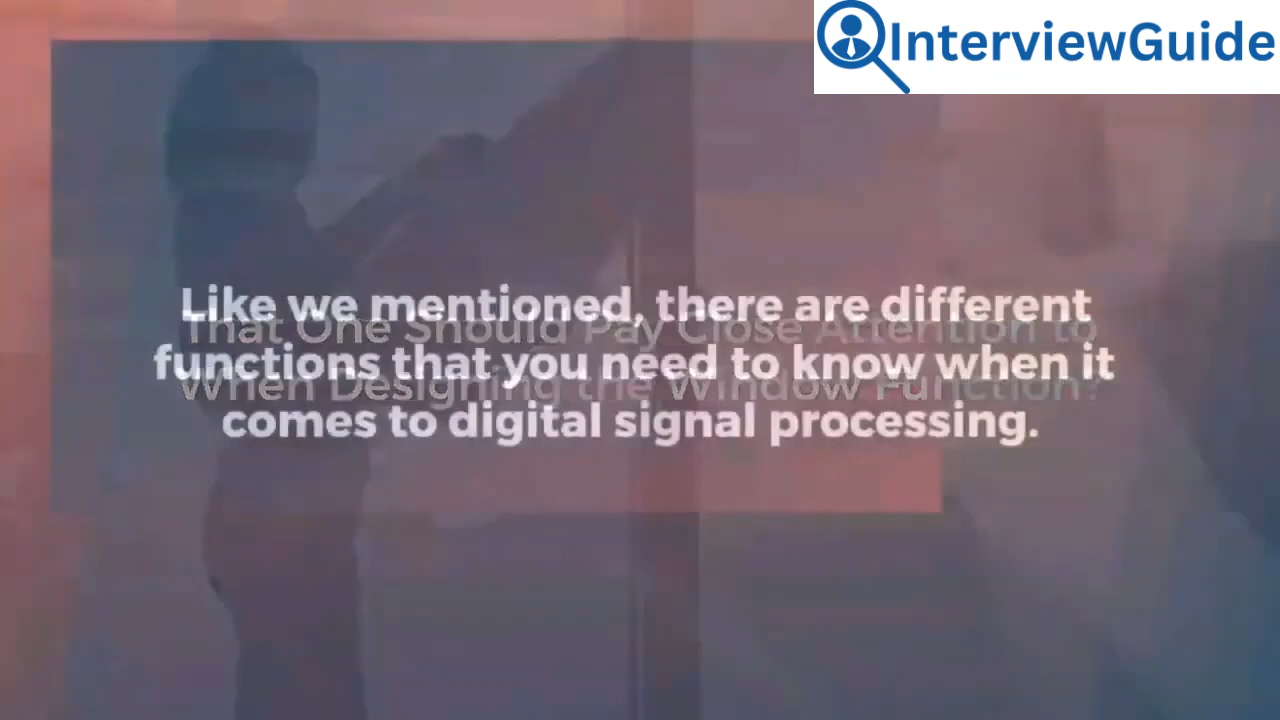 InterviewGuide
Like we mentioned, there are different
That One Should Pay Close Attention to
functions that you need to know when it
When Designing the Window Function?
comes to digital signal processing.